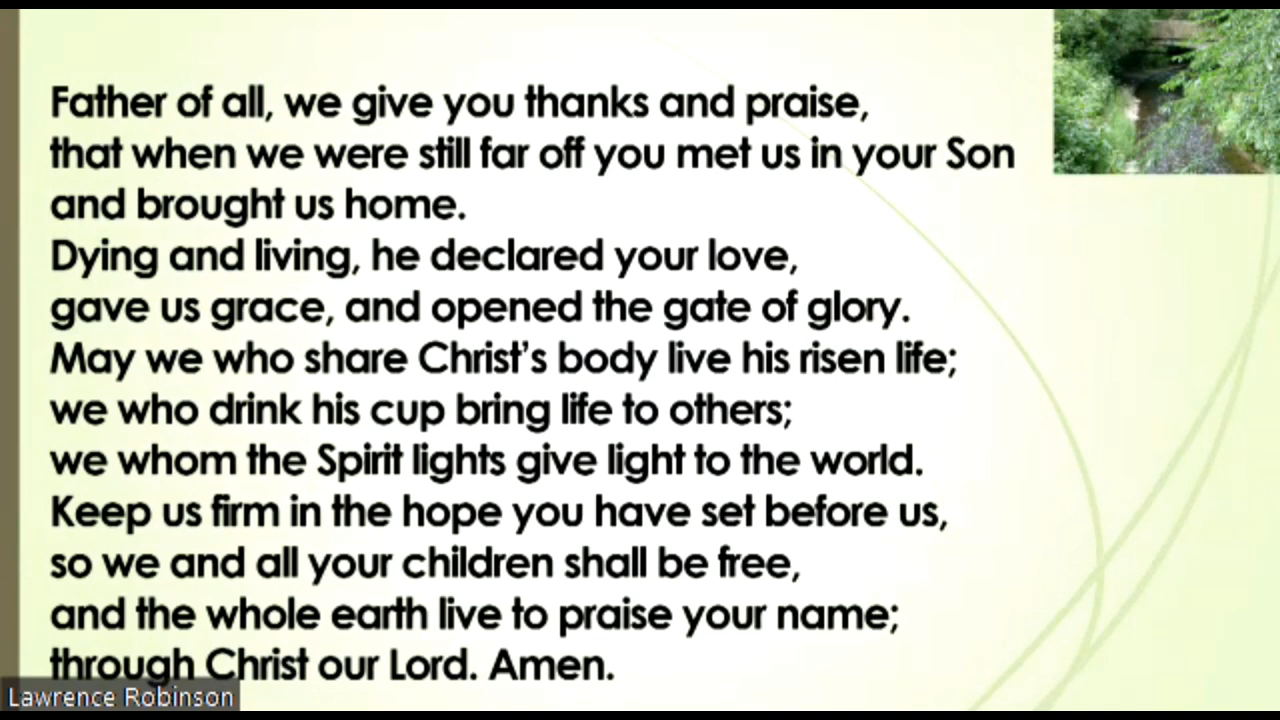 Father of all, we give you thanks and praise,
that when we were still far off you met us in your Son
and brought us home.
Dying and living, he declared your love,
gave us grace, and opened the gate of glory.
May we who share Christ’s body live his risen life;
we who drink his cup bring life to others;
we whom the Spirit lights give light to the world.
Keep us firm in the hope you have set before us,
so we and all your children shall be free,
and the whole earth live to praise your name;
through Christ our Lord. Amen.
Lawrence Robinson